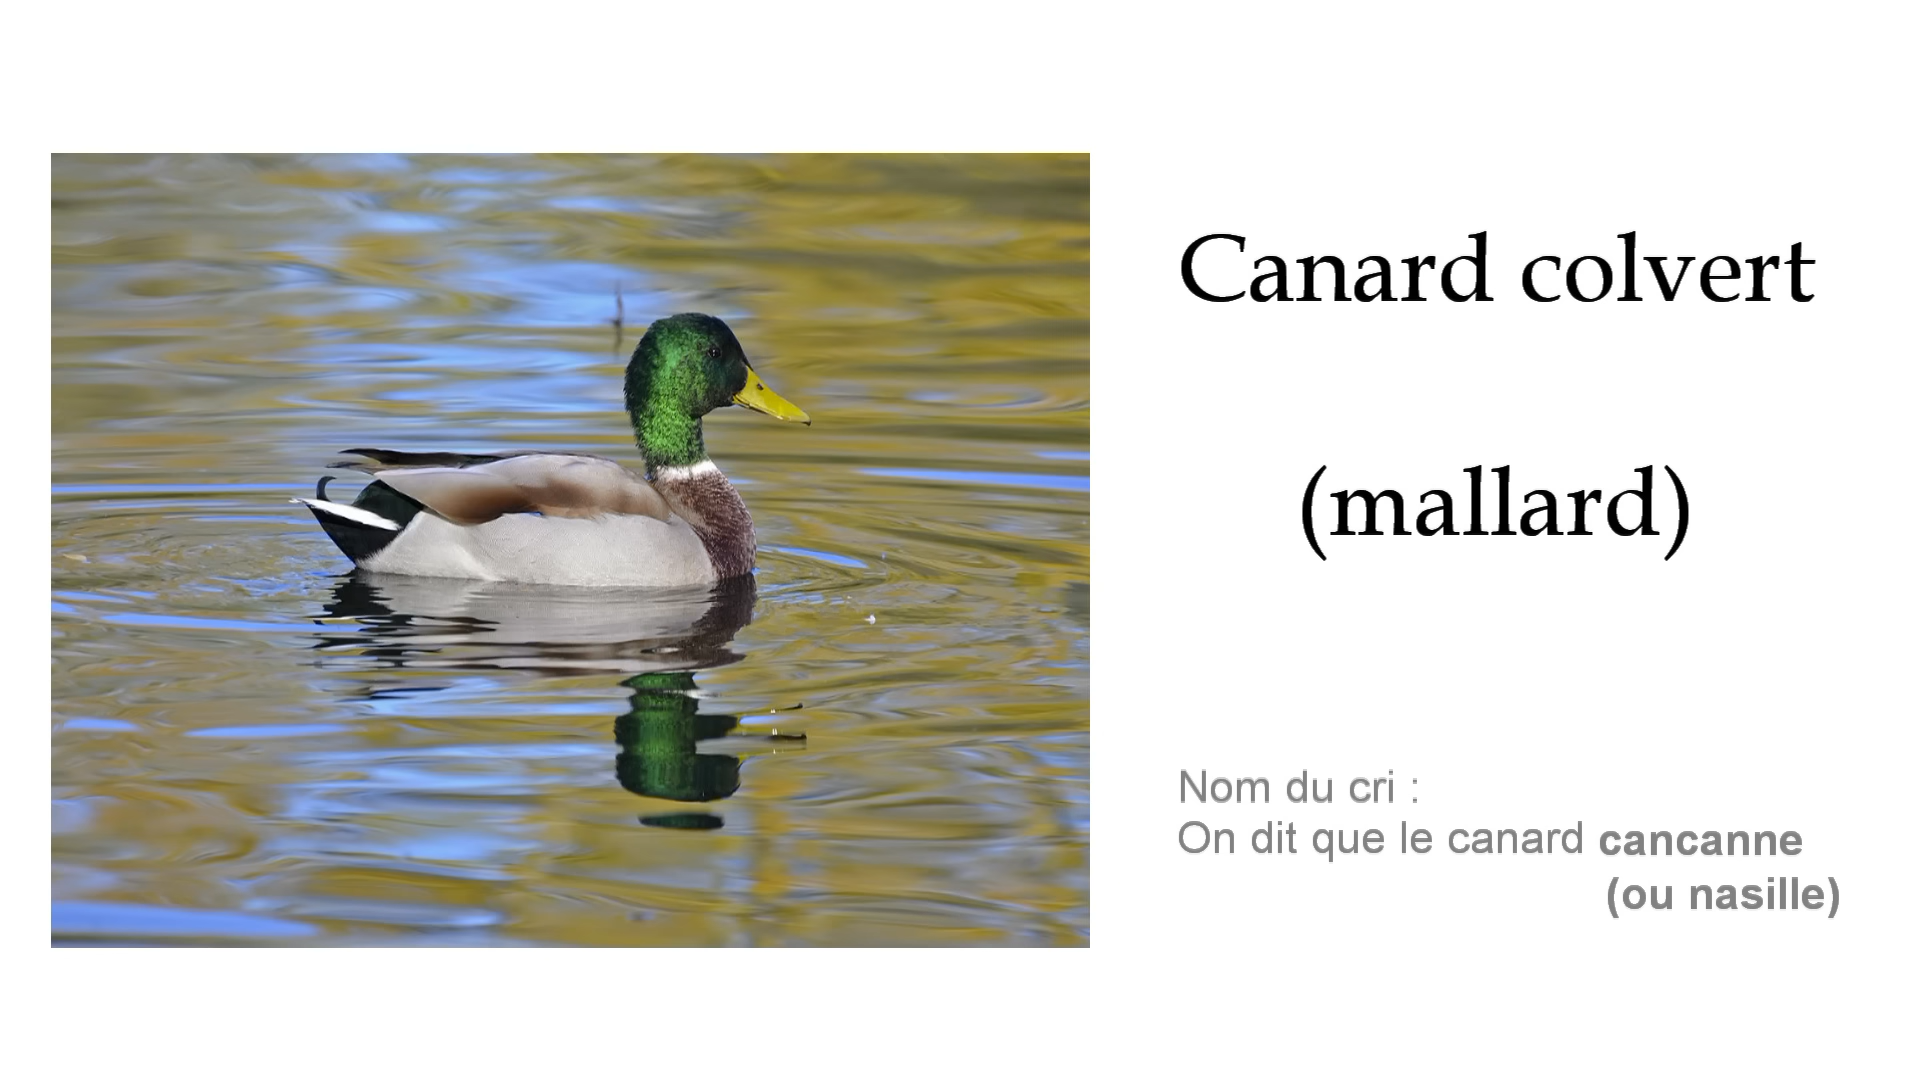 Canard colvert
(mallard)
Nom du cri :
On dit que le canard cancanne
(ou nasille)